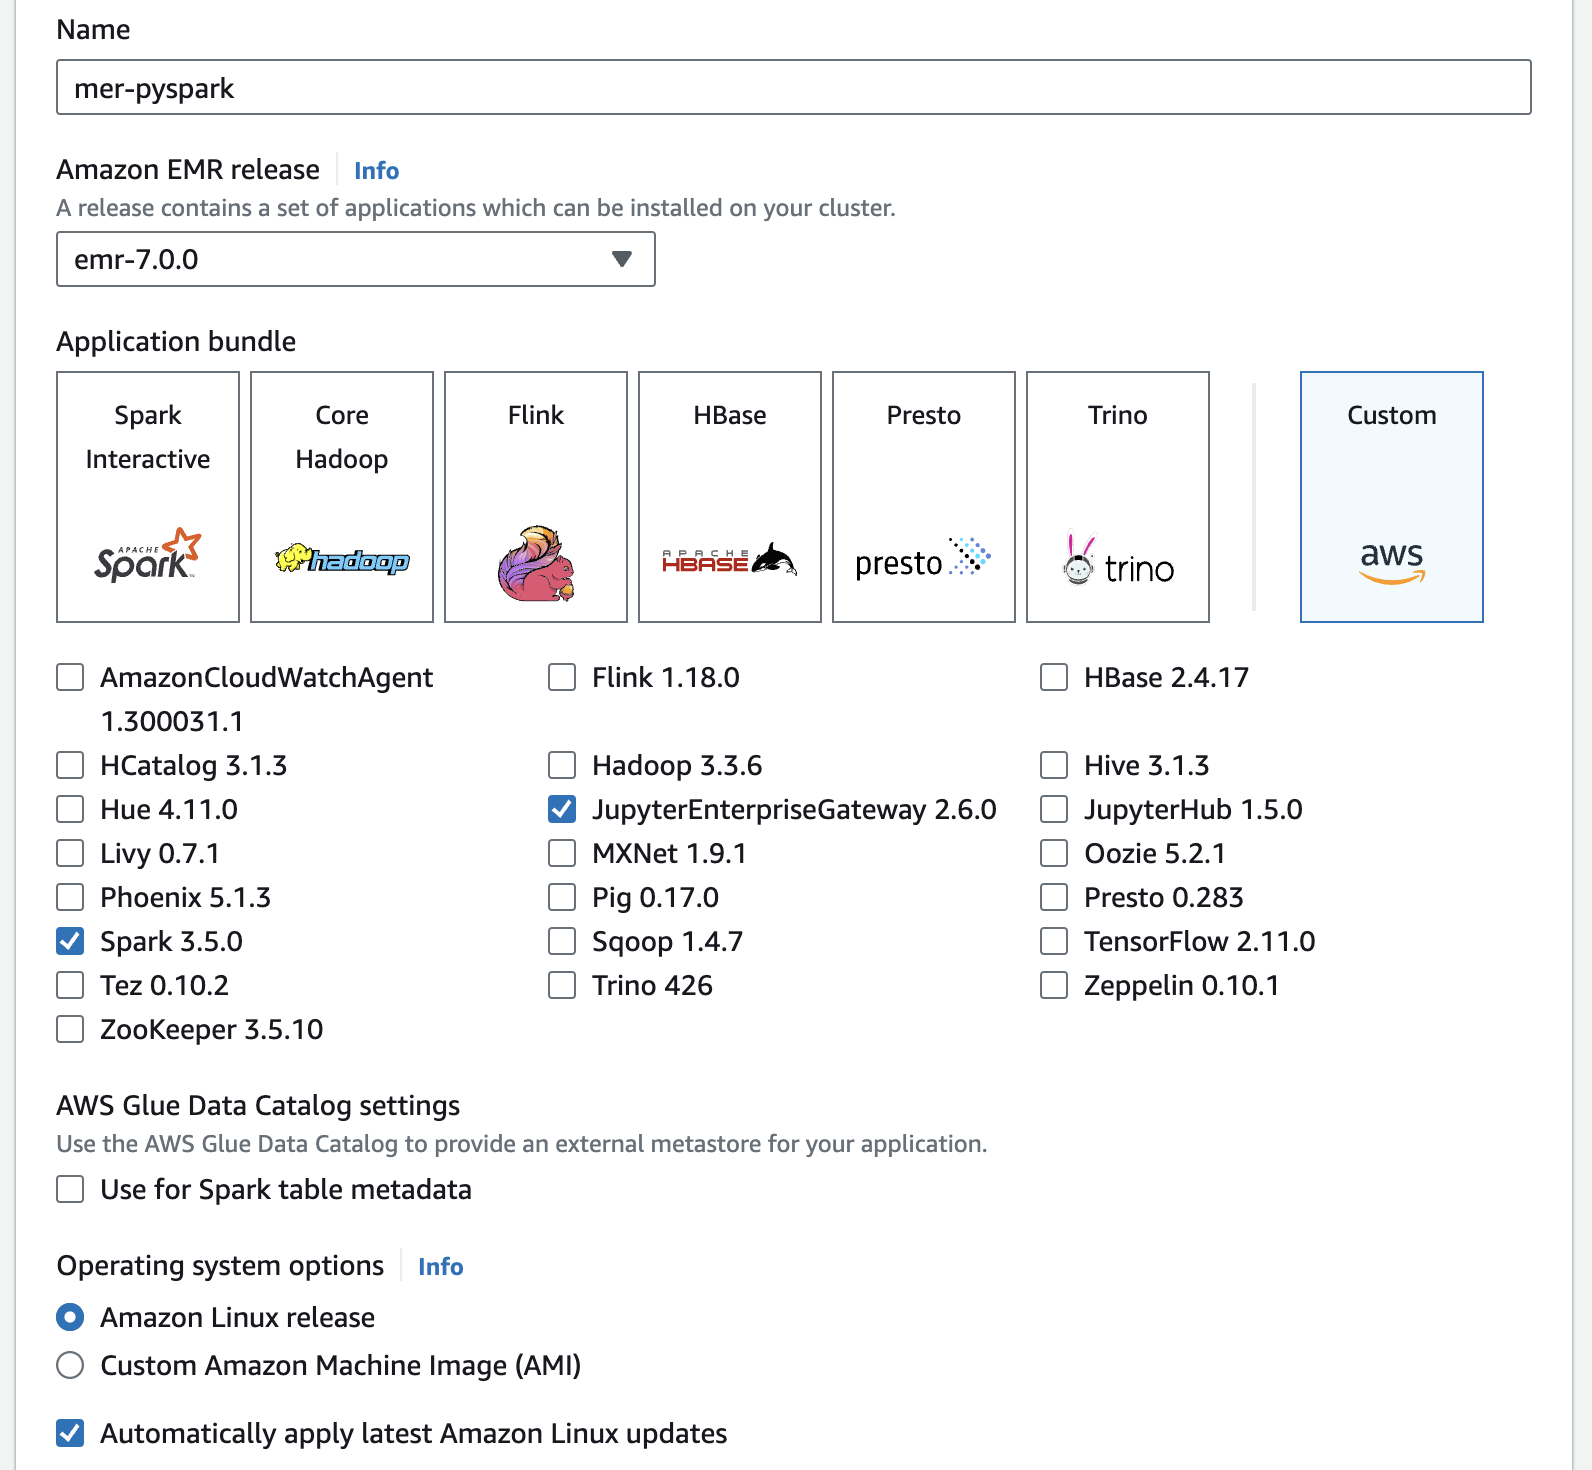 Name
mer-pyspark
Amazon EMR release Info
A release contains a set of applications which can be installed on your cluster.
emr-7.0.0
Application bundle
Spark Interactive
APACHE Spark™
Core Hadoop
hadoop
Flink
HBase
APACHE HBASE
Presto
presto
Trino
trino
Custom
aws
AmazonCloudWatchAgent 1.300031.1
Flink 1.18.0
HBase 2.4.17
HCatalog 3.1.3
Hadoop 3.3.6
Hive 3.1.3
Hue 4.11.0
JupyterEnterpriseGateway 2.6.0
JupyterHub 1.5.0
Livy 0.7.1
MXNet 1.9.1
Oozie 5.2.1
Phoenix 5.1.3
Pig 0.17.0
Presto 0.283
Spark 3.5.0
Sqoop 1.4.7
TensorFlow 2.11.0
Tez 0.10.2
Trino 426
Zeppelin 0.10.1
ZooKeeper 3.5.10
AWS Glue Data Catalog settings
Use the AWS Glue Data Catalog to provide an external metastore for your application.
Use for Spark table metadata
Operating system options Info
Amazon Linux release
Custom Amazon Machine Image (AMI)
Automatically apply latest Amazon Linux updates